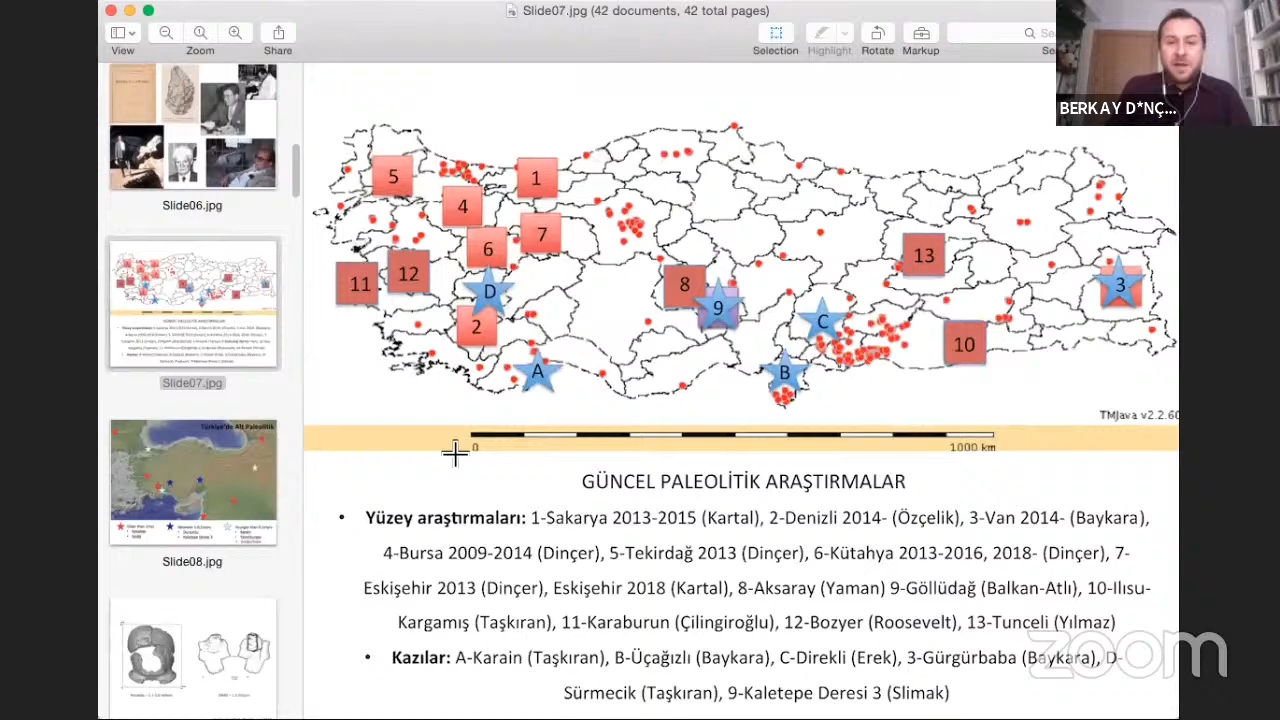 Slide07.jpg (42 documents, 42 total pages)
View
Zoom
Share
Selection
Highlight
Rotate
Markup
BERKAY D*NÇ...
Slide06.jpg
Slide07.jpg
Türkiye'de Alt Paleolitik
Slide08.jpg
5
1
4
7
6
12
11
D
2
A
8
9
C
B
13
10
3
TMJava v2.2.60
0
1000 km
GÜNCEL PALEOLİTİK ARAŞTIRMALAR
• Yüzey araştırmaları: 1-Sakarya 2013-2015 (Kartal) 2-Denizli 2014- (Özçelik), 3-Van 2014- (Baykara),
4-Bursa 2009-2014 (Dinçer), 5-Tekirdağ 2013 (Dinçer), 6-Kütahya 2013-2016, 2018- (Dinçer), 7-
Eskişehir 2013 (Dinçer), Eskişehir 2018 (Kartal), 8-Aksaray (Yaman) 9-Göllüdağ (Balkan-Atlı), 10-Ilısu-
Kargamış (Taşkıran), 11-Karaburun (Çilingiroğlu), 12-Bozyer (Roosevelt), 13-Tunceli (Yılmaz)
• Kazılar: A-Karain (Taşkıran), B-Üçağızlı (Baykara), C-Direkli (Erek), 3-Gürgürbaba (Baykara), D-
Sürmecik (Taşkıran), 9-Kaletepe Deresi 3 (Slimak)
zoom